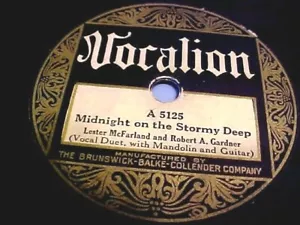 Vocalion
A 5125
Midnight on the Stormy Deep
Lester McFarland and Robert A. Gardner
(Vocal Duet, with Mandolin and Guitar)
MANUFACTURED BY
THE BRUNSWICK-BALKE-COLLENDER COMPANY